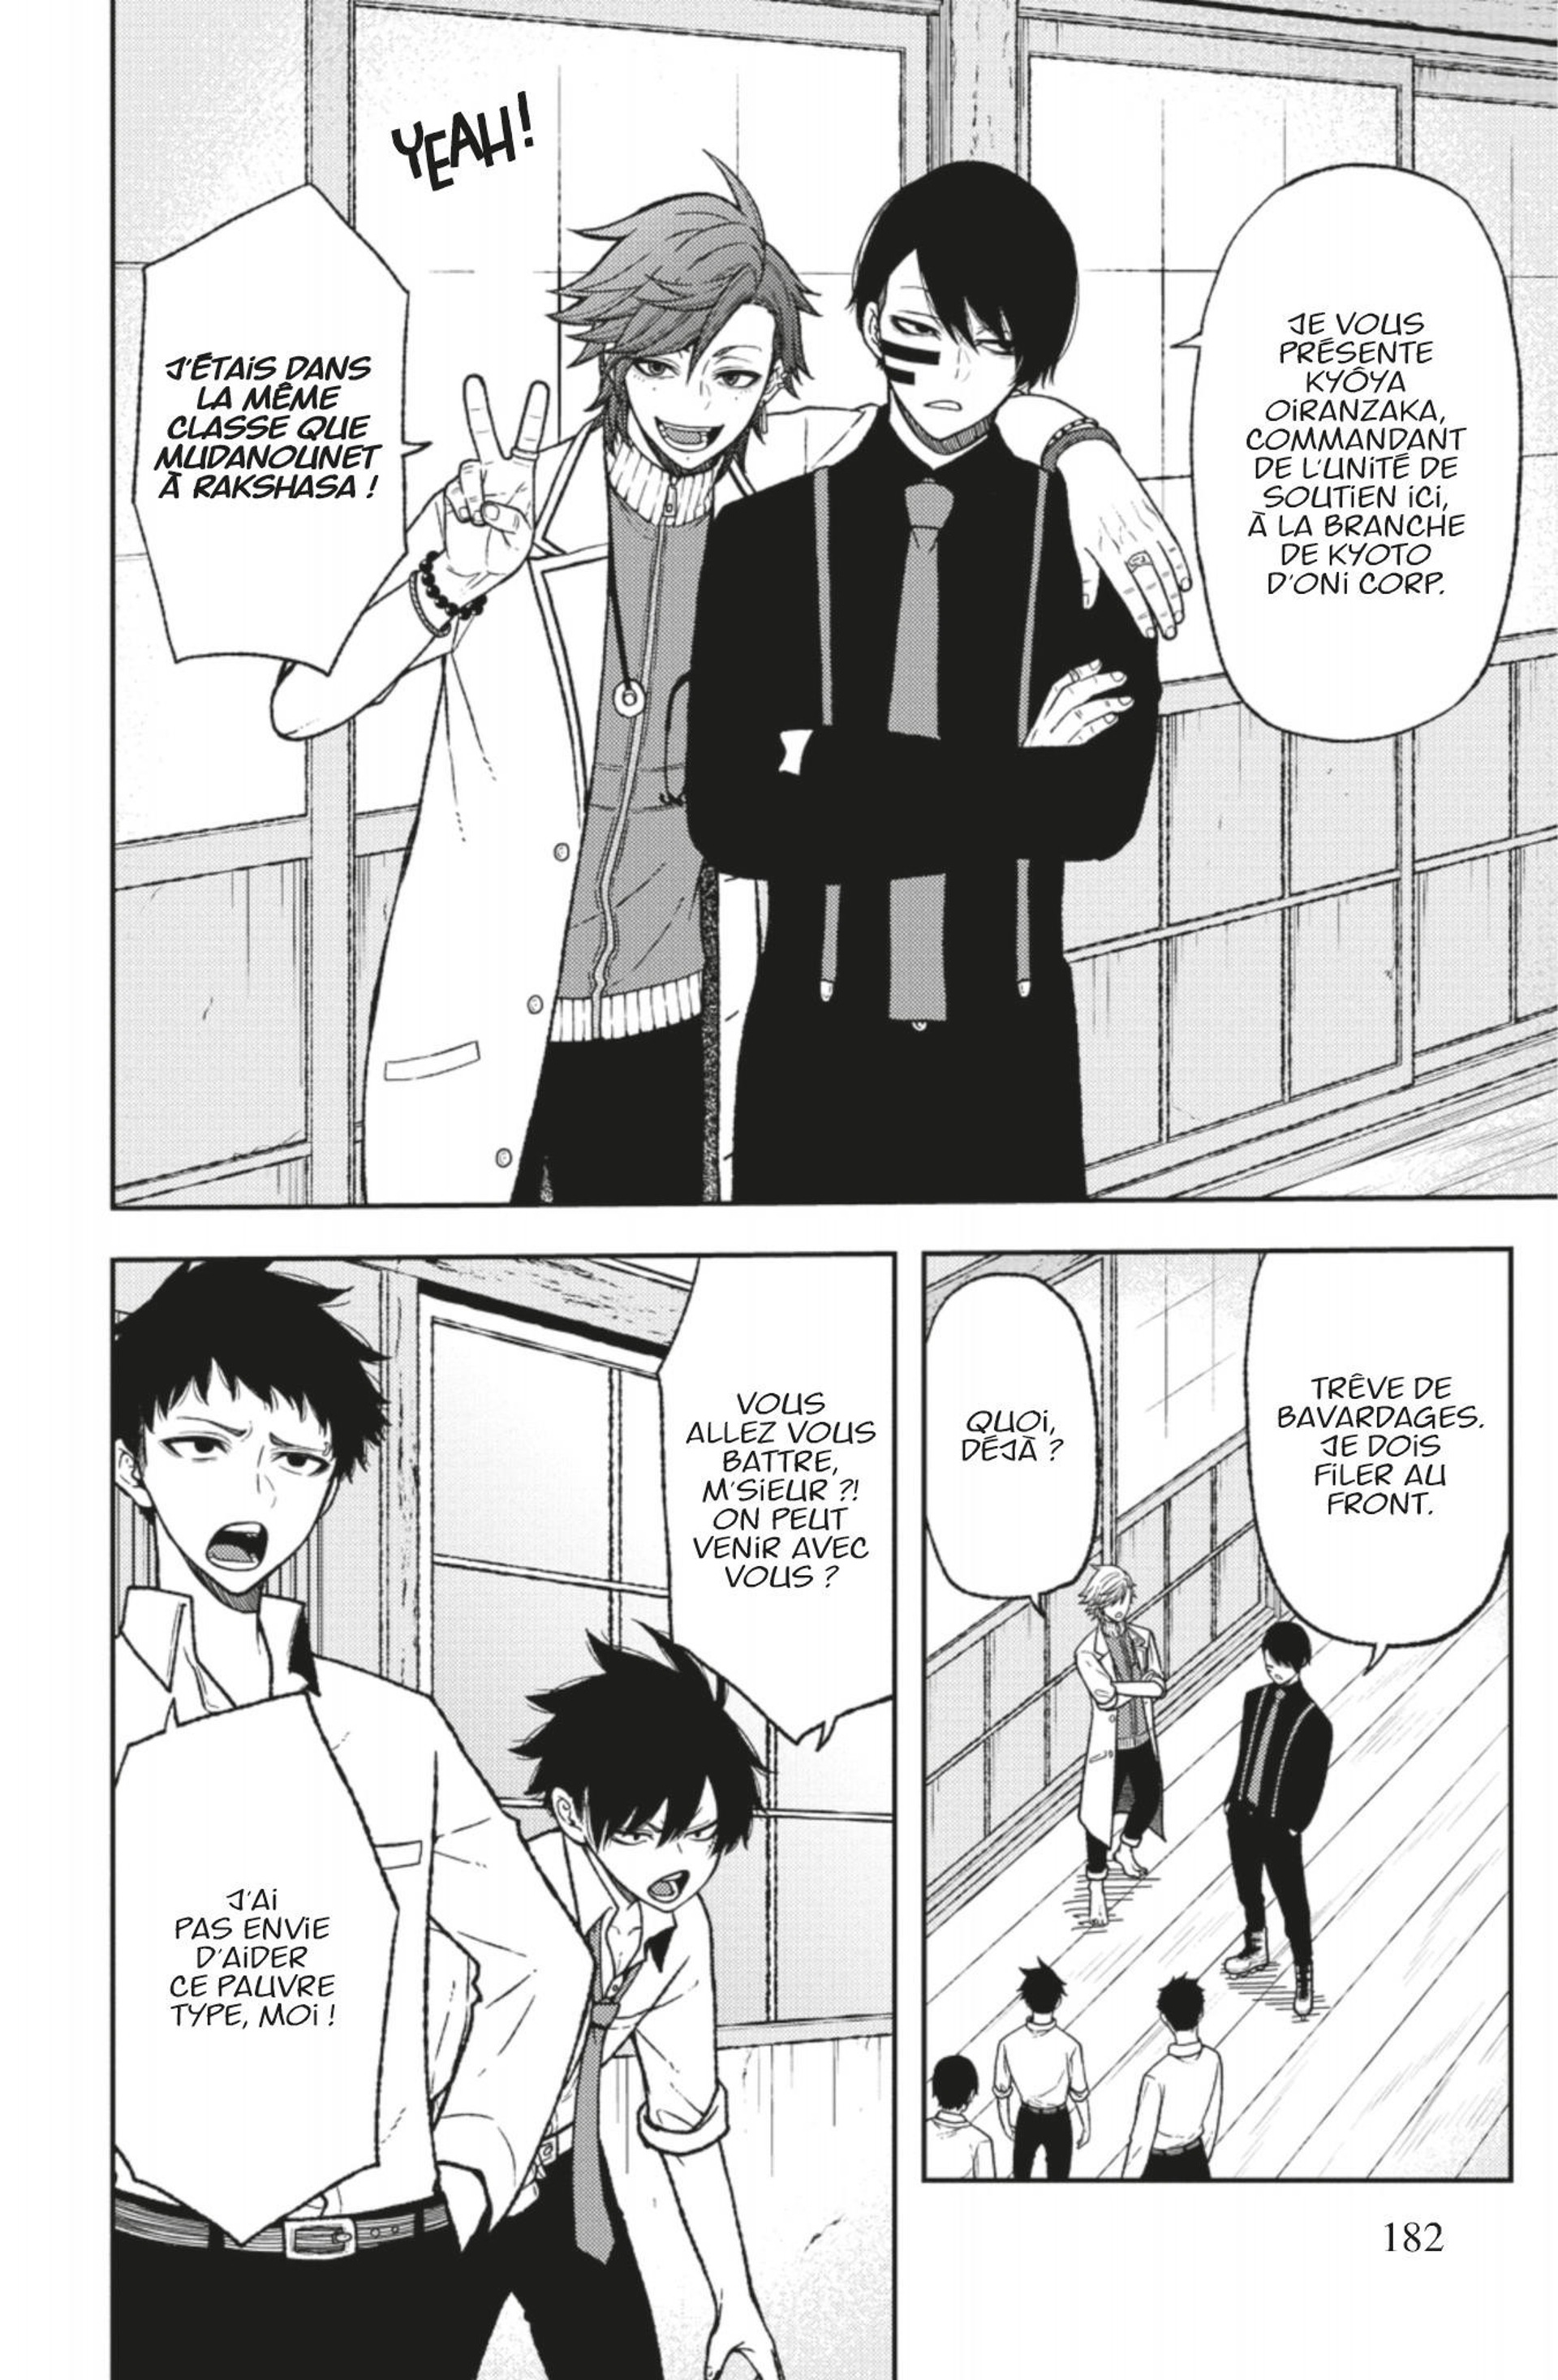 JE VOUS
PRÉSENTE
KYÔYA
OIRANZAKA,
COMMANDANT
DE L'UNITÉ DE
SOUTIEN ICI,
À LA BRANCHE
DE KYOTO
D'ONI CORP.
YEAH!
J'ÉTAIS DANS
LA MÊME
CLASSE QUE
MUDANOUNET
À RAKSHASA !
TRÊVE DE
BAVARDAGES.
JE DOIS
FILER AU
FRONT.
QUOI,
DÉJÀ ?
VOUS
ALLEZ VOUS
BATTRE,
M'SIEUR ?!
ON PEUT
VENIR AVEC
VOUS ?
J'AI
PAS ENVIE
D'AIDER
CE PAUVRE
TYPE, MOI !
182